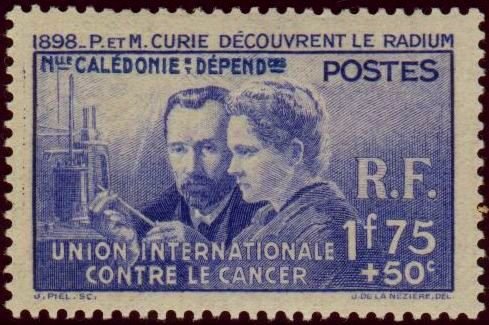 1898_P. ET M. CURIE DÉCOUVRENT LE RADIUM
Nlle CALÉDONIE ET DÉPENDces
POSTES
R.F.
UNION INTERNATIONALE
CONTRE LE CANCER
1f75
+50c
J. PIEL. SC.
J. DE LA NEZIÈRE, DEL